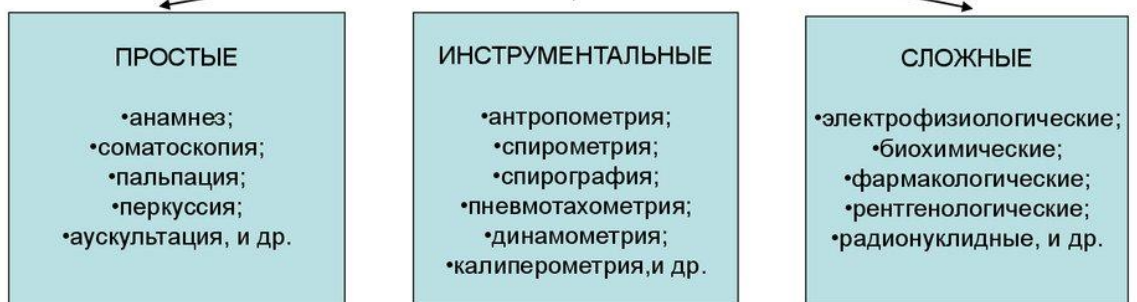 ПРОСТЫЕ
•анамнез;
•соматоскопия;
•пальпация;
•перкуссия;
•аускультация, и др.
ИНСТРУМЕНТАЛЬНЫЕ
•антропометрия;
•спирометрия;
•спирография;
•пневмотахометрия;
•динамометрия;
•калиперометрия,и др.
СЛОЖНЫЕ
•электрофизиологические;
•биохимические;
•фармакологические;
•рентгенологические;
•радионуклидные, и др.